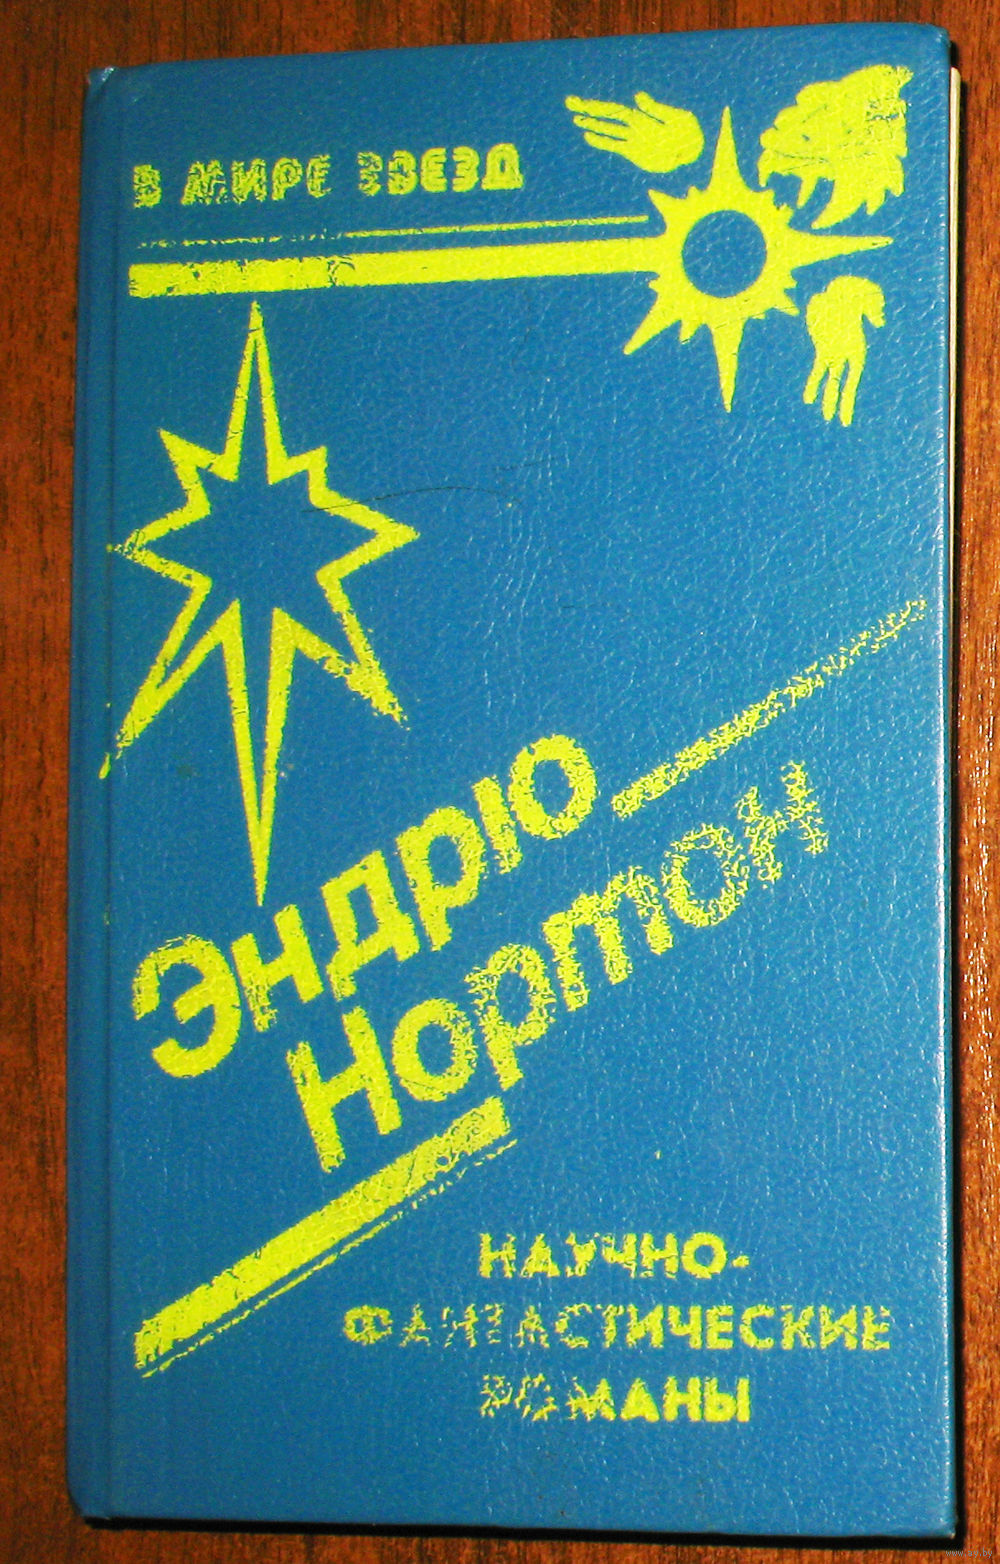 В МИРЕ ЗВЕЗД
Эндрю
Нортон
НАУЧНО-
ФАНТАСТИЧЕСКИЕ
РОМАНЫ